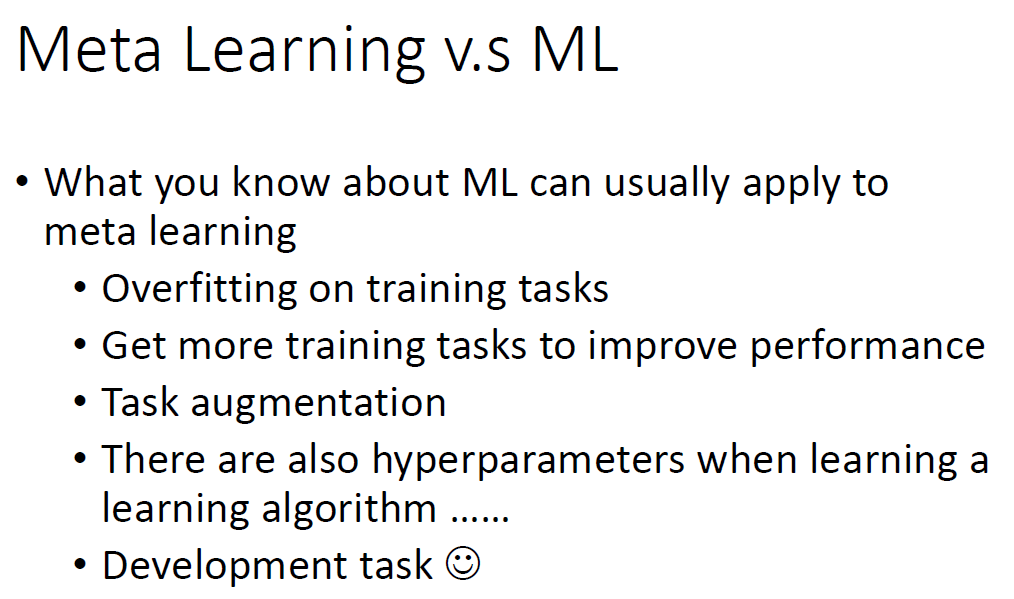 Meta Learning v.s ML
• What you know about ML can usually apply to
meta learning
• Overfitting on training tasks
• Get more training tasks to improve performance
• Task augmentation
• There are also hyperparameters when learning a
learning algorithm ……
• Development task ☺